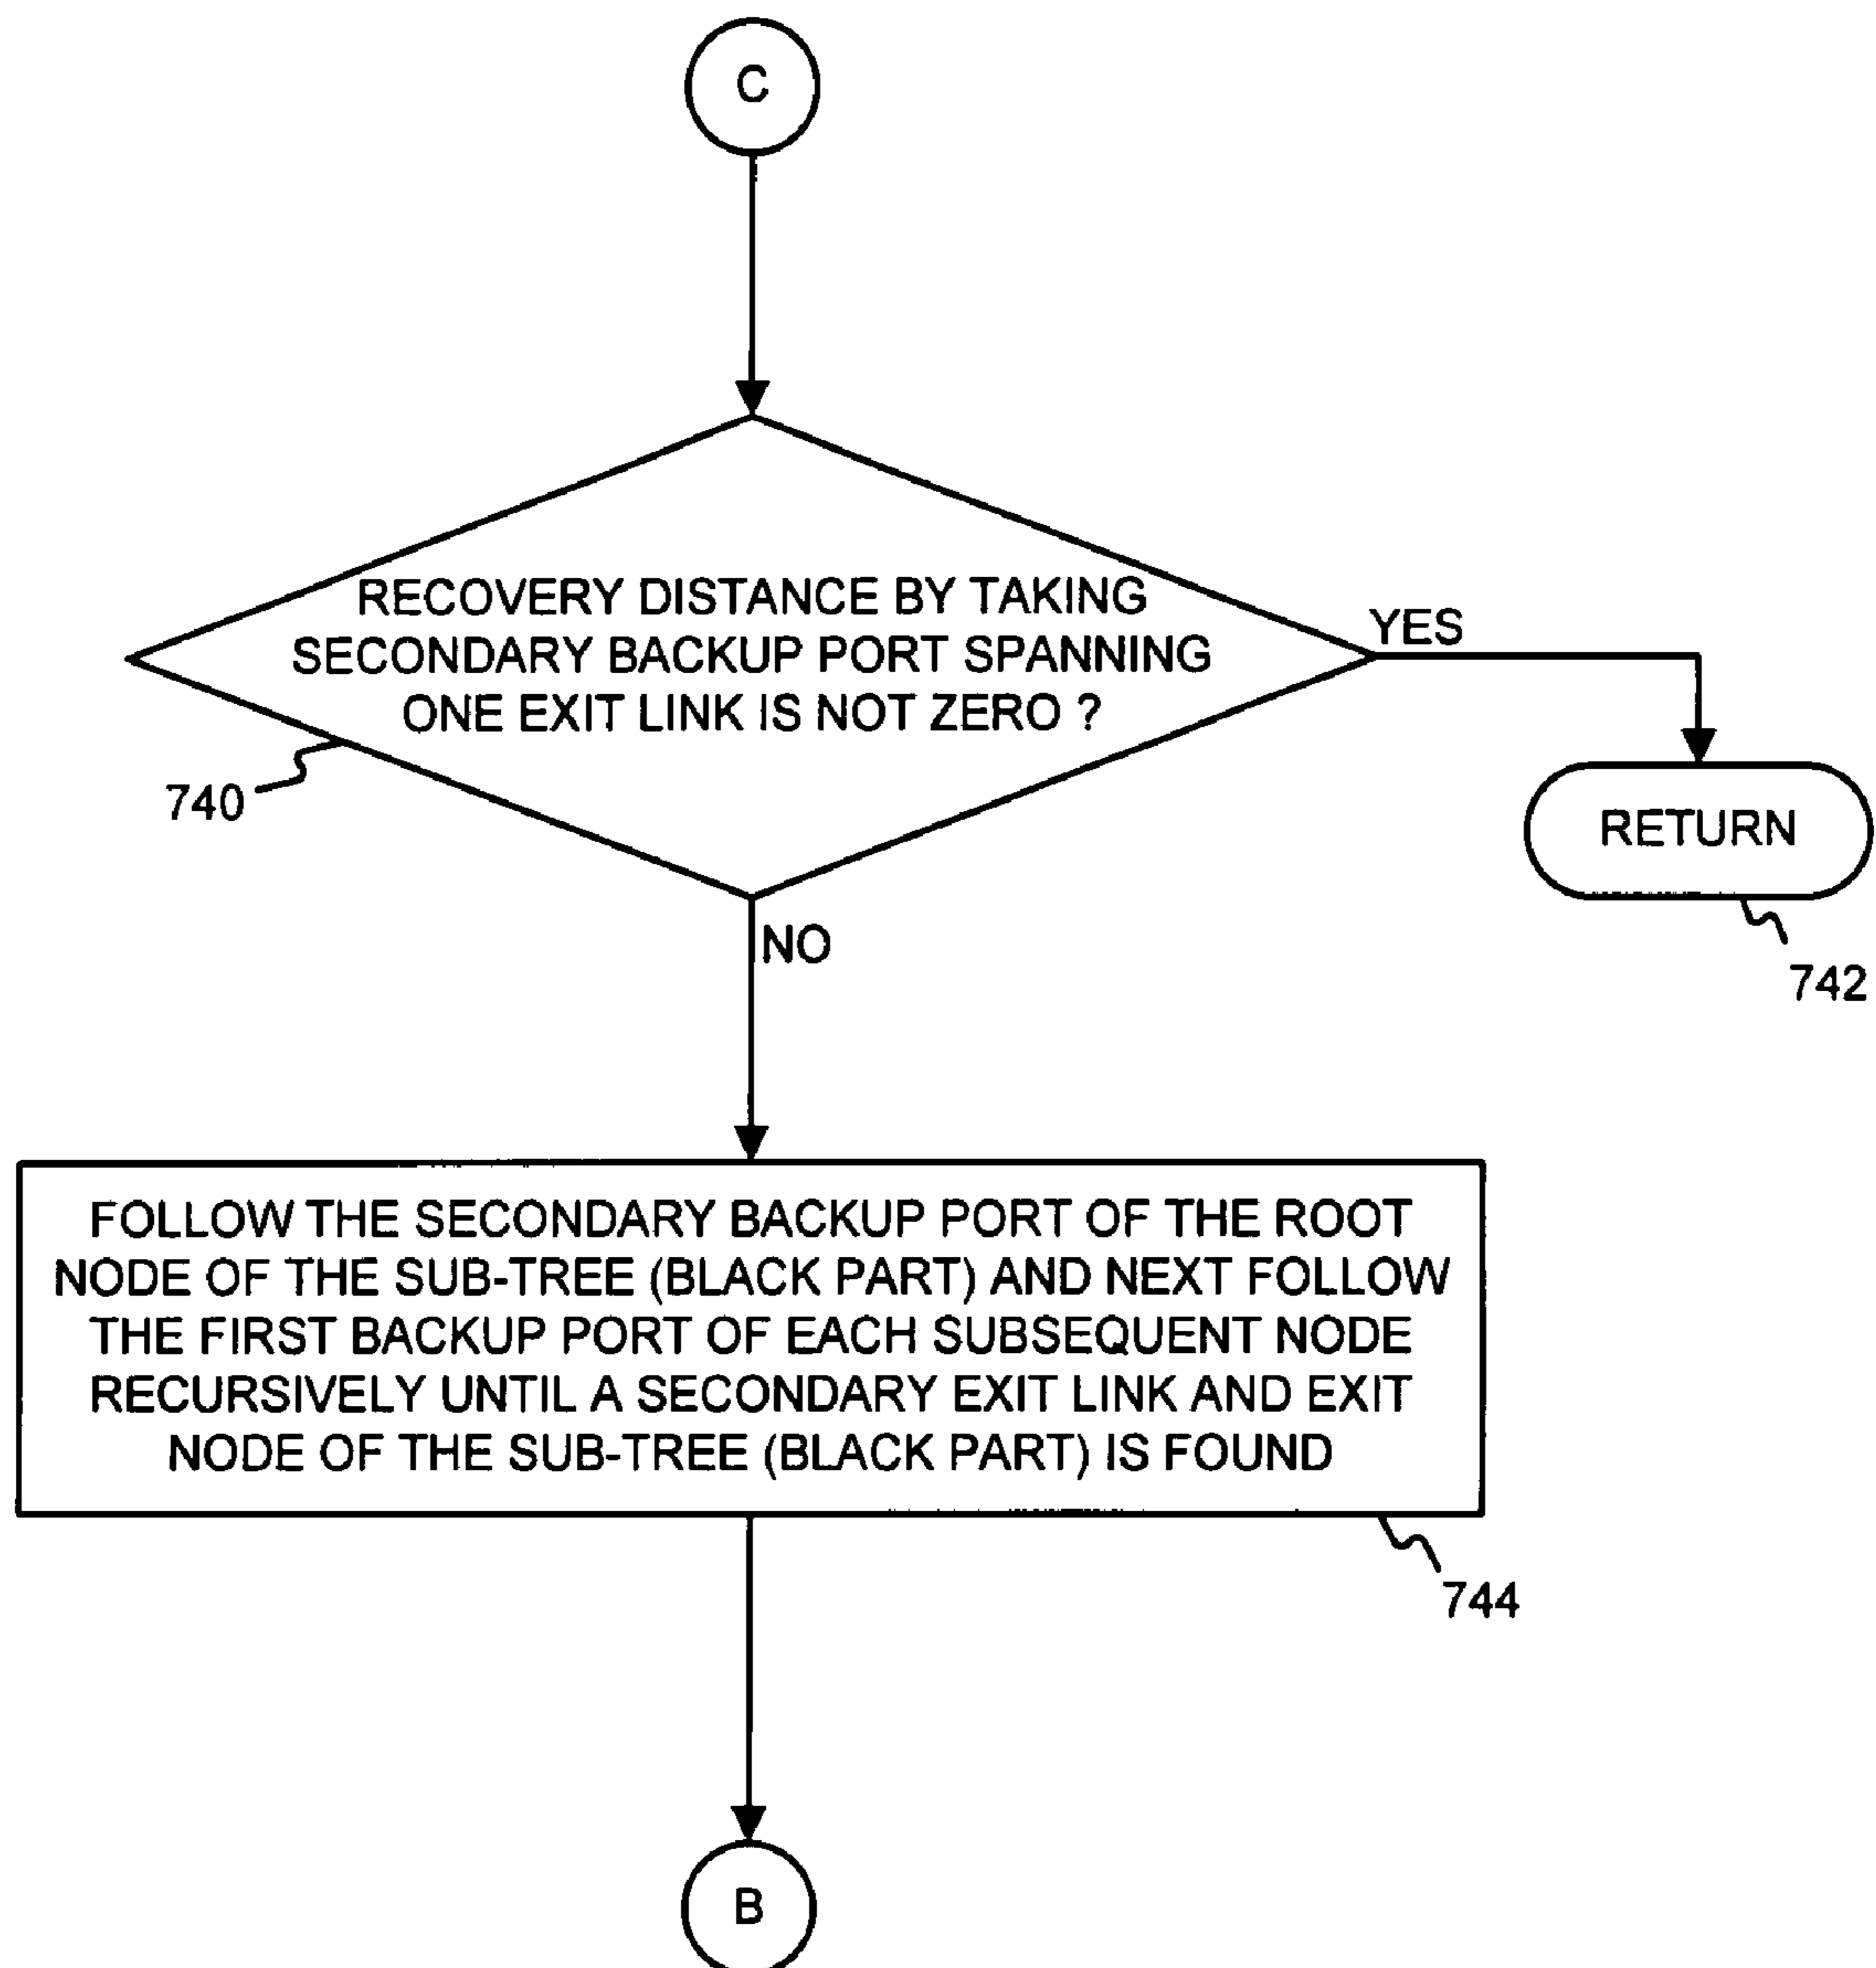 C
RECOVERY DISTANCE BY TAKING
SECONDARY BACKUP PORT SPANNING
ONE EXIT LINK IS NOT ZERO ?
YES
740
RETURN
NO
742
FOLLOW THE SECONDARY BACKUP PORT OF THE ROOT
NODE OF THE SUB-TREE (BLACK PART) AND NEXT FOLLOW
THE FIRST BACKUP PORT OF EACH SUBSEQUENT NODE
RECURSIVELY UNTIL A SECONDARY EXIT LINK AND EXIT
NODE OF THE SUB-TREE (BLACK PART) IS FOUND
744
B